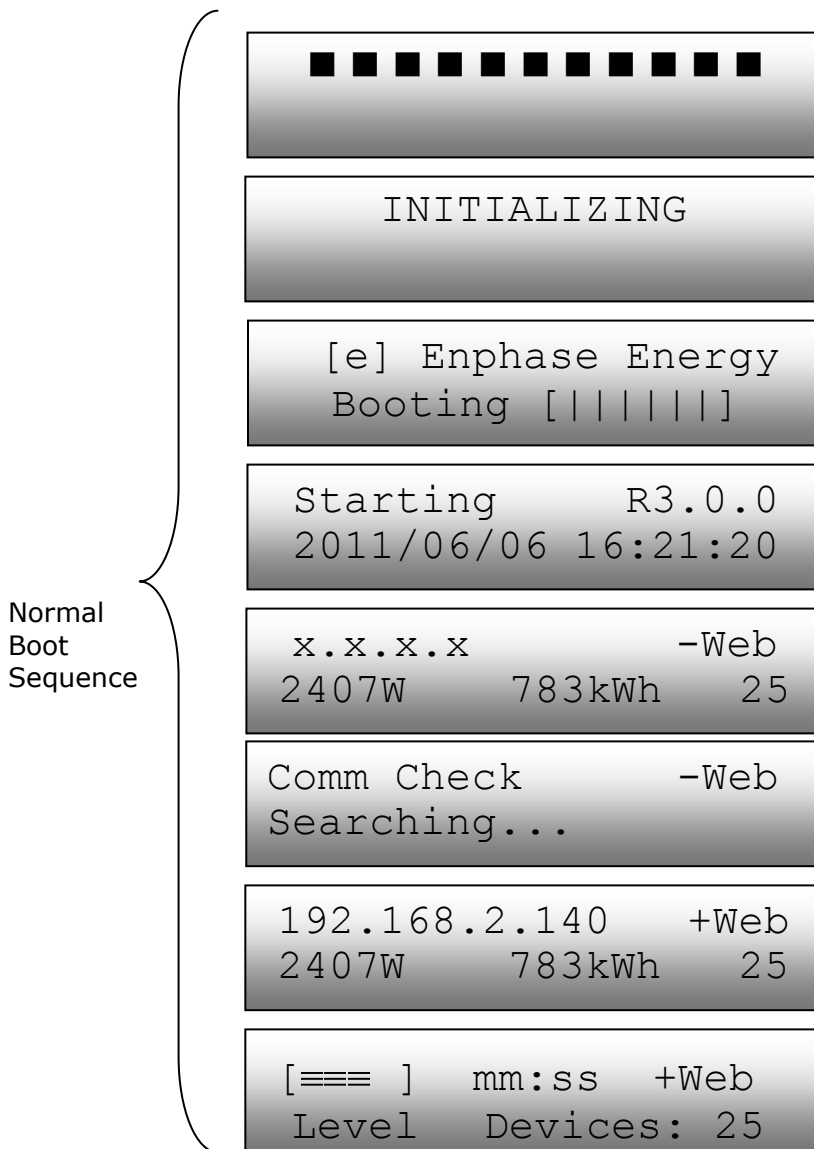 ■ ■ ■ ■ ■ ■ ■ ■ ■ ■ ■
INITIALIZING
[e] Enphase Energy
Booting [||||||]
Starting R3.0.0
2011/06/06 16:21:20
Normal
Boot
Sequence
x.x.x.x -Web
2407W 783kWh 25
Comm Check -Web
Searching...
192.168.2.140 +Web
2407W 783kWh 25
[≡≡≡ ] mm:ss +Web
Level Devices: 25